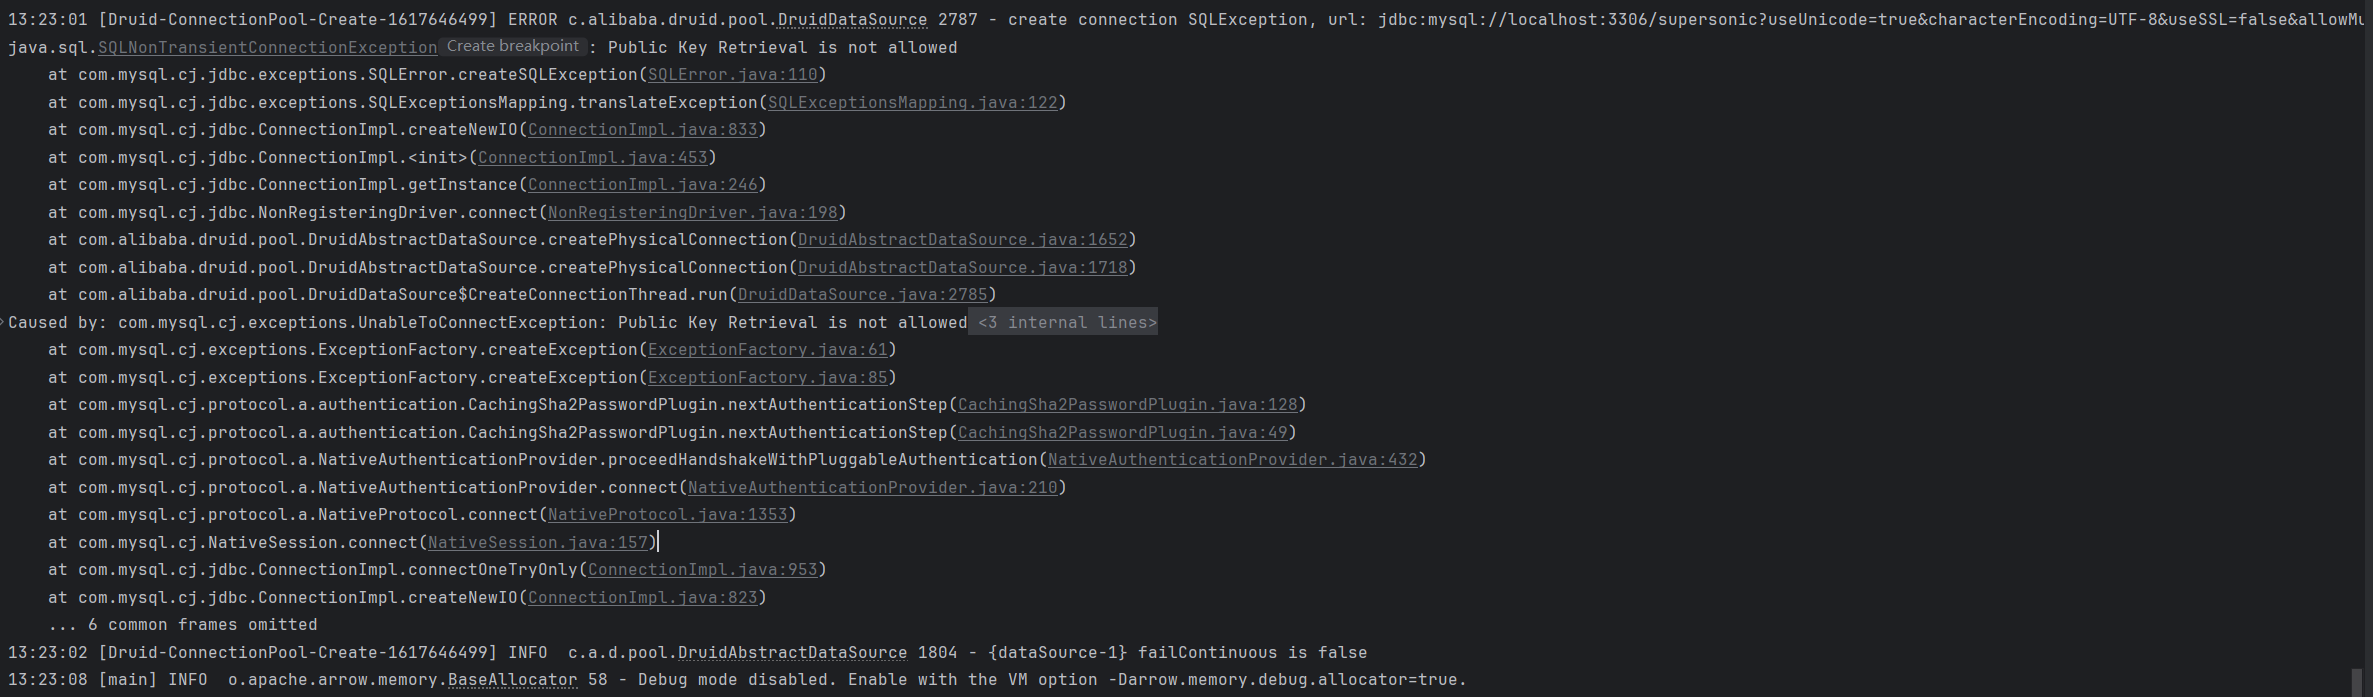 13:23:01 [Druid-ConnectionPool-Create-1617646499] ERROR c.alibaba.druid.pool.DruidDataSource 2787 - create connection SQLException, url: jdbc:mysql://localhost:3306/supersonic?useUnicode=true&characterEncoding=UTF-8&useSSL=false&allowMu
java.sql.SQLNonTransientConnectionException Create breakpoint : Public Key Retrieval is not allowed
    at com.mysql.cj.jdbc.exceptions.SQLError.createSQLException(SQLError.java:110)
    at com.mysql.cj.jdbc.exceptions.SQLExceptionsMapping.translateException(SQLExceptionsMapping.java:122)
    at com.mysql.cj.jdbc.ConnectionImpl.createNewIO(ConnectionImpl.java:833)
    at com.mysql.cj.jdbc.ConnectionImpl.<init>(ConnectionImpl.java:453)
    at com.mysql.cj.jdbc.ConnectionImpl.getInstance(ConnectionImpl.java:246)
    at com.mysql.cj.jdbc.NonRegisteringDriver.connect(NonRegisteringDriver.java:198)
    at com.alibaba.druid.pool.DruidAbstractDataSource.createPhysicalConnection(DruidAbstractDataSource.java:1652)
    at com.alibaba.druid.pool.DruidAbstractDataSource.createPhysicalConnection(DruidAbstractDataSource.java:1718)
    at com.alibaba.druid.pool.DruidDataSource$CreateConnectionThread.run(DruidDataSource.java:2785)
Caused by: com.mysql.cj.exceptions.UnableToConnectException: Public Key Retrieval is not allowed <3 internal lines>
    at com.mysql.cj.exceptions.ExceptionFactory.createException(ExceptionFactory.java:61)
    at com.mysql.cj.exceptions.ExceptionFactory.createException(ExceptionFactory.java:85)
    at com.mysql.cj.protocol.a.authentication.CachingSha2PasswordPlugin.nextAuthenticationStep(CachingSha2PasswordPlugin.java:128)
    at com.mysql.cj.protocol.a.authentication.CachingSha2PasswordPlugin.nextAuthenticationStep(CachingSha2PasswordPlugin.java:49)
    at com.mysql.cj.protocol.a.NativeAuthenticationProvider.proceedHandshakeWithPluggableAuthentication(NativeAuthenticationProvider.java:432)
    at com.mysql.cj.protocol.a.NativeAuthenticationProvider.connect(NativeAuthenticationProvider.java:210)
    at com.mysql.cj.protocol.a.NativeProtocol.connect(NativeProtocol.java:1353)
    at com.mysql.cj.NativeSession.connect(NativeSession.java:157)
    at com.mysql.cj.jdbc.ConnectionImpl.connectOneTryOnly(ConnectionImpl.java:953)
    at com.mysql.cj.jdbc.ConnectionImpl.createNewIO(ConnectionImpl.java:823)
    ... 6 common frames omitted
13:23:02 [Druid-ConnectionPool-Create-1617646499] INFO  c.a.d.pool.DruidAbstractDataSource 1804 - {dataSource-1} failContinuous is false
13:23:08 [main] INFO  o.apache.arrow.memory.BaseAllocator 58 - Debug mode disabled. Enable with the VM option -Darrow.memory.debug.allocator=true.